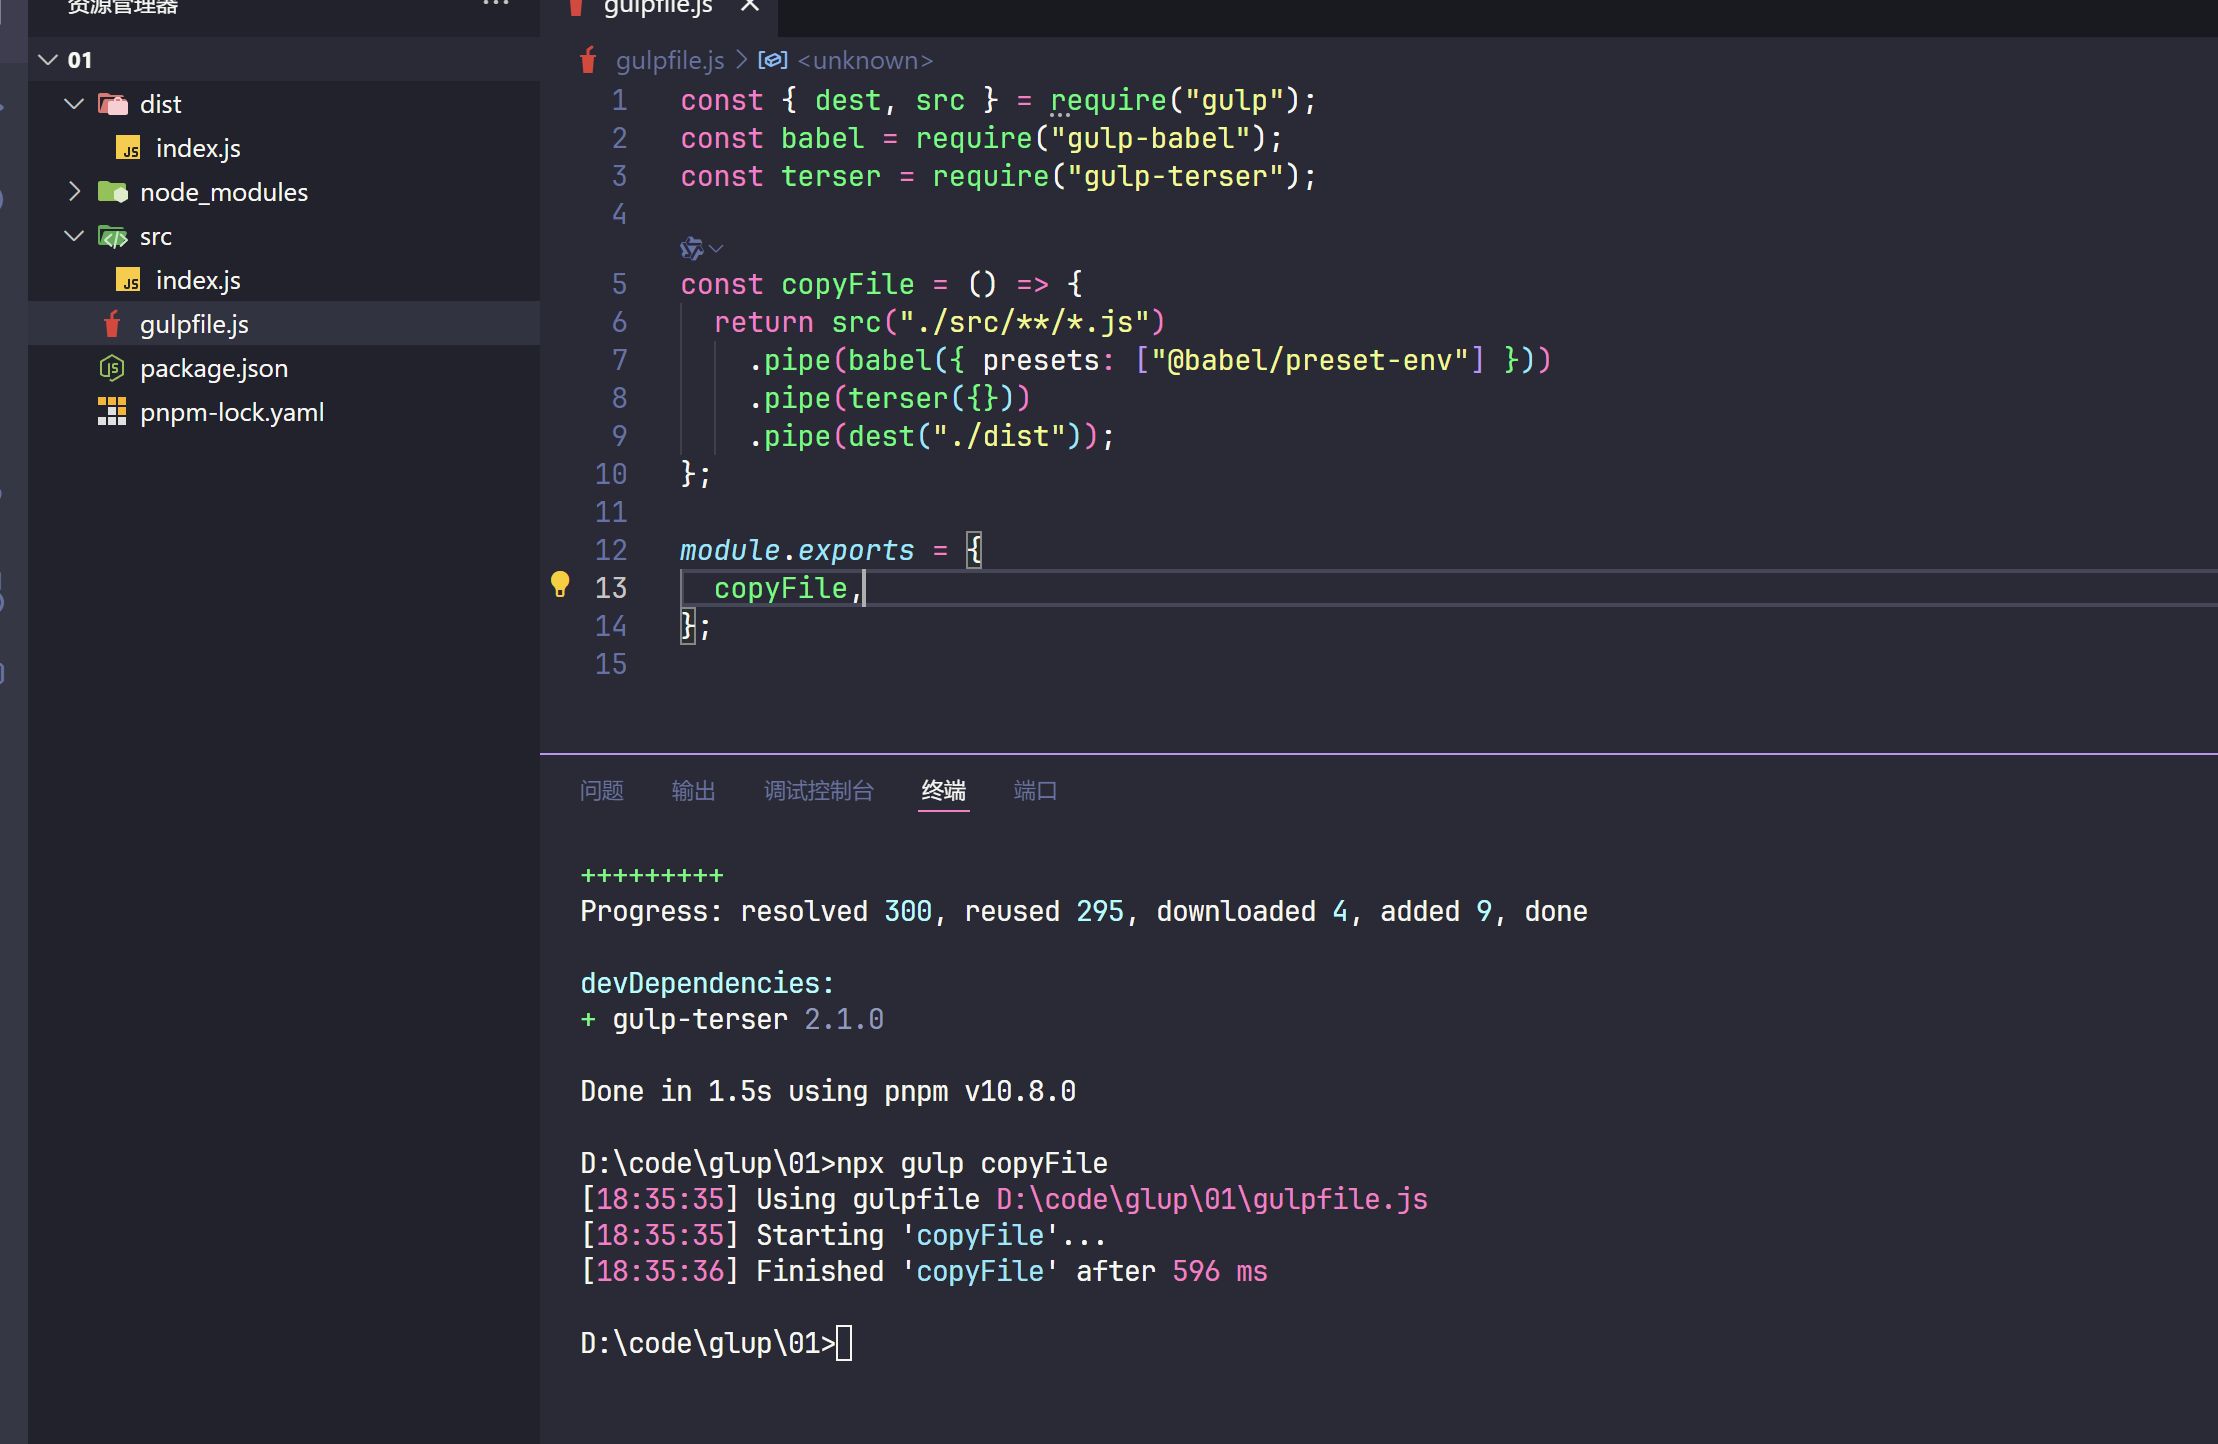 资源管理器 ...
01
dist
index.js
node_modules
src
index.js
gulpfile.js
package.json
pnpm-lock.yaml
gulpfile.js
gulpfile.js > <unknown>
1 const { dest, src } = require("gulp");
2 const babel = require("gulp-babel");
3 const terser = require("gulp-terser");
4
5 const copyFile = () => {
6 return src("./src/**/*.js")
7 .pipe(babel({ presets: ["@babel/preset-env"] }))
8 .pipe(terser({}))
9 .pipe(dest("./dist"));
10 };
11
12 module.exports = {
13 copyFile,
14 };
15
问题 输出 调试控制台 终端 端口
+++++++++
Progress: resolved 300, reused 295, downloaded 4, added 9, done
devDependencies:
+ gulp-terser 2.1.0
Done in 1.5s using pnpm v10.8.0
D:\code\glup\01>npx gulp copyFile
[18:35:35] Using gulpfile D:\code\glup\01\gulpfile.js
[18:35:35] Starting 'copyFile'...
[18:35:36] Finished 'copyFile' after 596 ms
D:\code\glup\01>